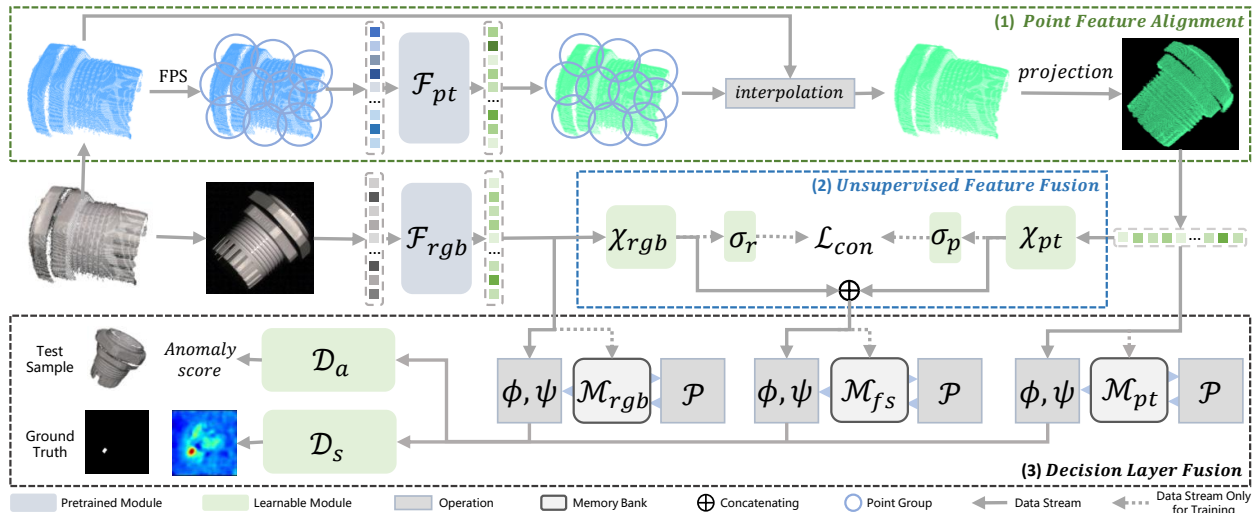 (1) Point Feature Alignment
FPS
ℱpt
...
...
interpolation
projection
(2) Unsupervised Feature Fusion
ℱrgb
...
...
χrgb
σr
ℒcon
σp
χpt
...
⊕
Test
Sample
Anomaly
score
𝒟a
ϕ, ψ
ℳrgb
𝒫
ϕ, ψ
ℳfs
𝒫
ϕ, ψ
ℳpt
𝒫
Ground
Truth
𝒟s
(3) Decision Layer Fusion
Pretrained Module
Learnable Module
Operation
Memory Bank
⊕ Concatenating
Point Group
Data Stream
Data Stream Only
for Training